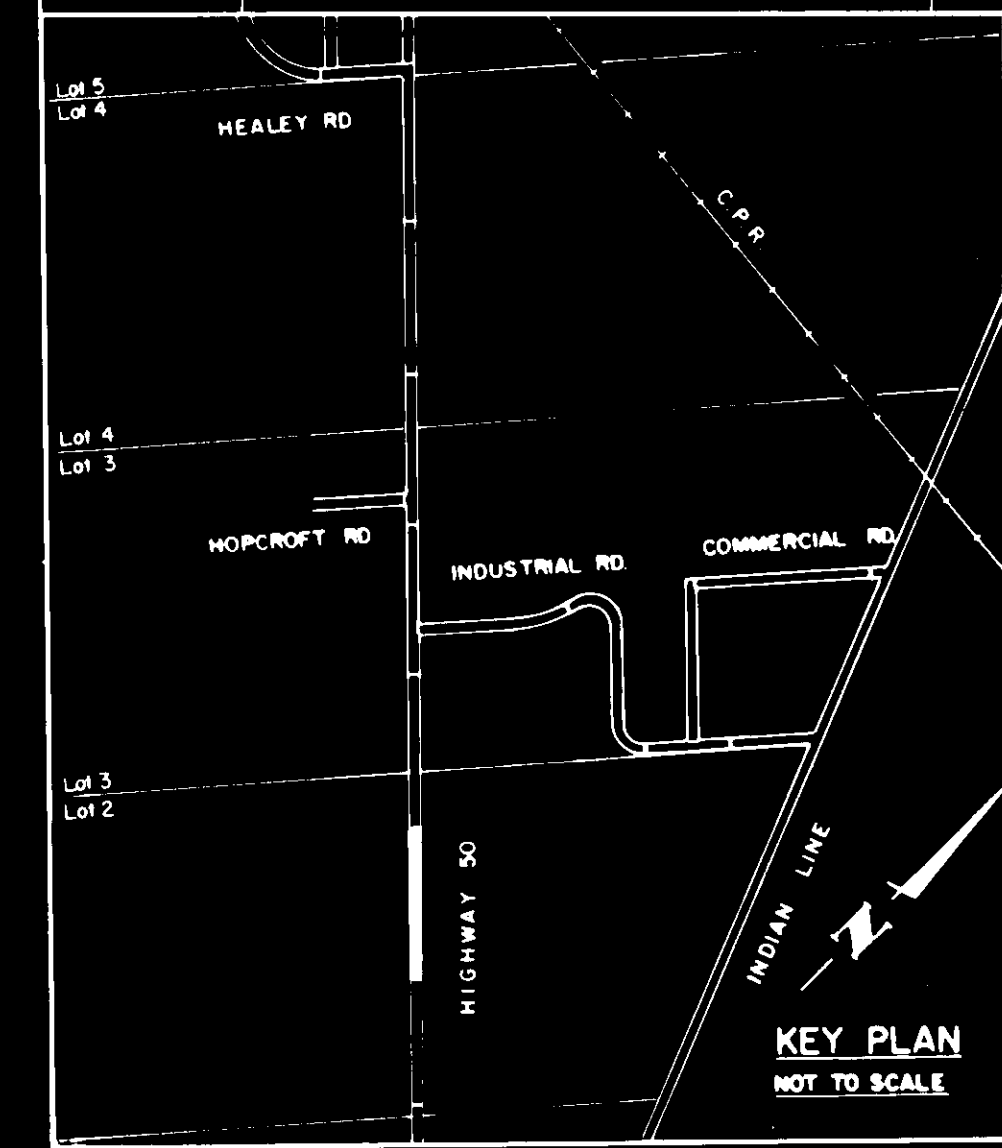 Lot 5
Lot 4
HEALEY RD
C.P.R.
Lot 4
Lot 3
HOPCROFT RD
INDUSTRIAL RD.
COMMERCIAL RD.
Lot 3
Lot 2
HIGHWAY 50
INDIAN LINE
N
KEY PLAN
NOT TO SCALE